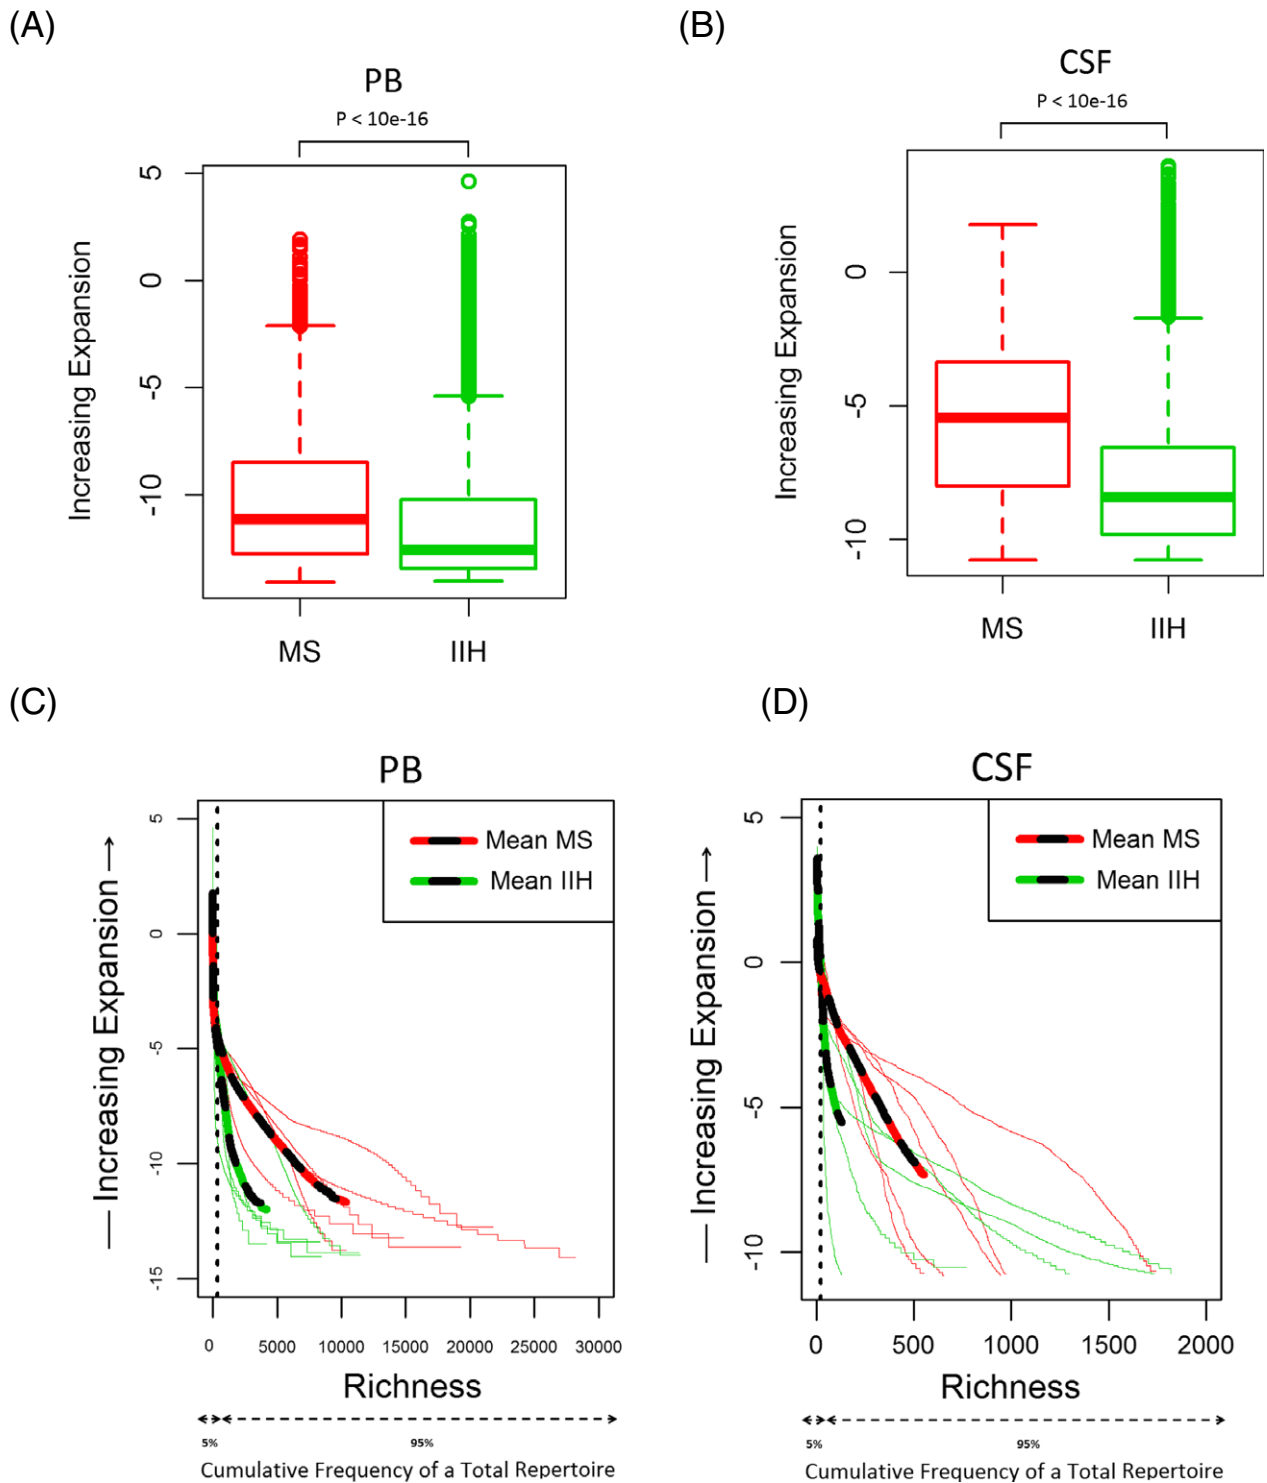 (A)
PB
P < 10e-16
Increasing Expansion
5
0
-5
-10
MS
IIH
(B)
CSF
P < 10e-16
Increasing Expansion
0
-5
-10
MS
IIH
(C)
PB
Mean MS
Mean IIH
— Increasing Expansion →
5
0
-5
-10
-15
0 5000 10000 15000 20000 25000 30000
Richness
5% 95%
Cumulative Frequency of a Total Repertoire
(D)
CSF
Mean MS
Mean IIH
— Increasing Expansion →
5
0
-5
-10
0 500 1000 1500 2000
Richness
5% 95%
Cumulative Frequency of a Total Repertoire